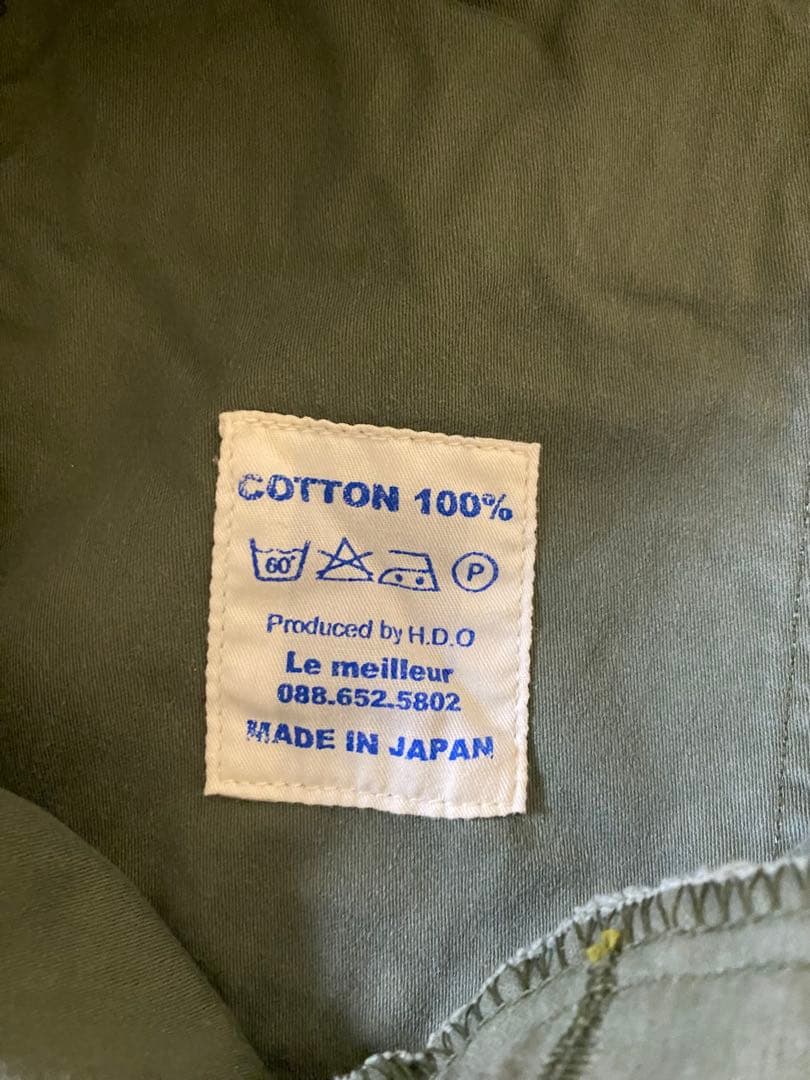 COTTON 100%
60° P
Produced by H.D.O
Le meilleur
088.652.5802
MADE IN JAPAN